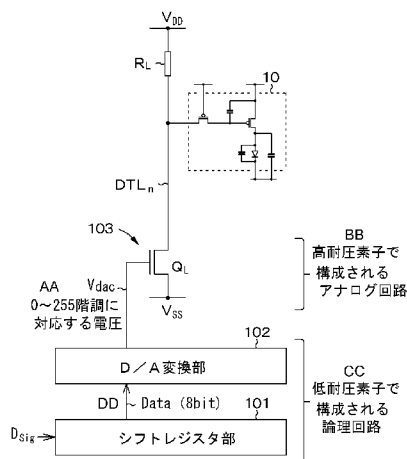 VDD
RL
10
DTLn
103
QL
AA Vdac
0～255階調に
対応する電圧
VSS
BB
高耐圧素子で
構成される
アナログ回路
102
D／A変換部
DD Data (8bit)
101
DSig
シフトレジスタ部
CC
低耐圧素子で
構成される
論理回路